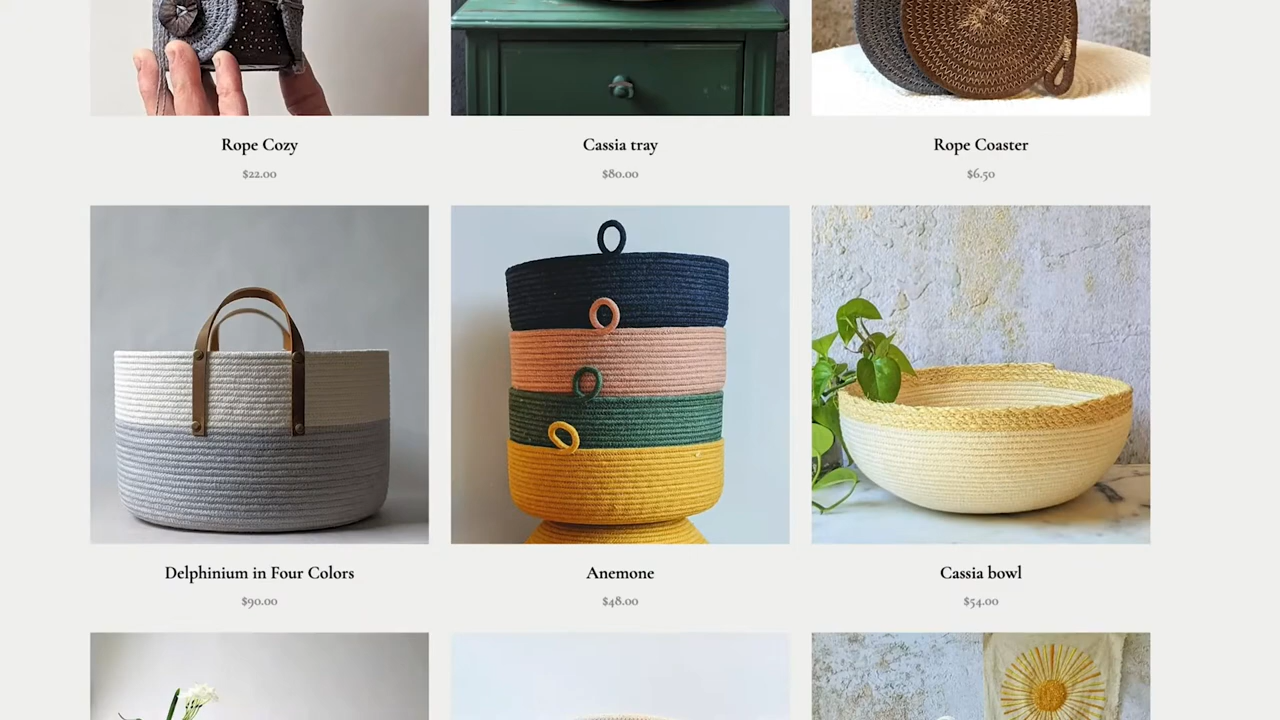 Rope Cozy
Cassia tray
Rope Coaster
$22.00
$80.00
$6.50
Delphinium in Four Colors
Anemone
Cassia bowl
$90.00
$48.00
$54.00